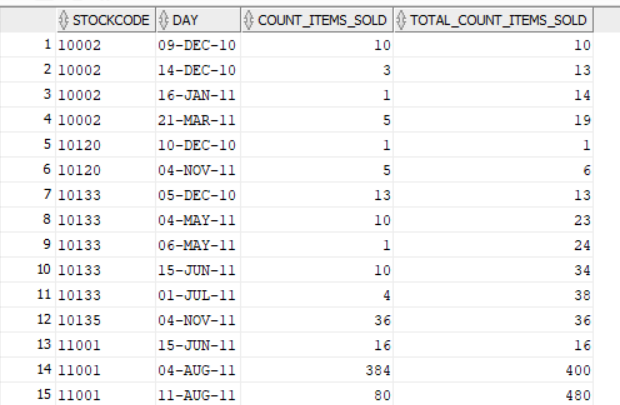 STOCKCODE DAY COUNT_ITEMS_SOLD TOTAL_COUNT_ITEMS_SOLD
1 10002 09-DEC-10 10 10
2 10002 14-DEC-10 3 13
3 10002 16-JAN-11 1 14
4 10002 21-MAR-11 5 19
5 10120 10-DEC-10 1 1
6 10120 04-NOV-11 5 6
7 10133 05-DEC-10 13 13
8 10133 04-MAY-11 10 23
9 10133 06-MAY-11 1 24
10 10133 15-JUN-11 10 34
11 10133 01-JUL-11 4 38
12 10135 04-NOV-11 36 36
13 11001 15-JUN-11 16 16
14 11001 04-AUG-11 384 400
15 11001 11-AUG-11 80 480